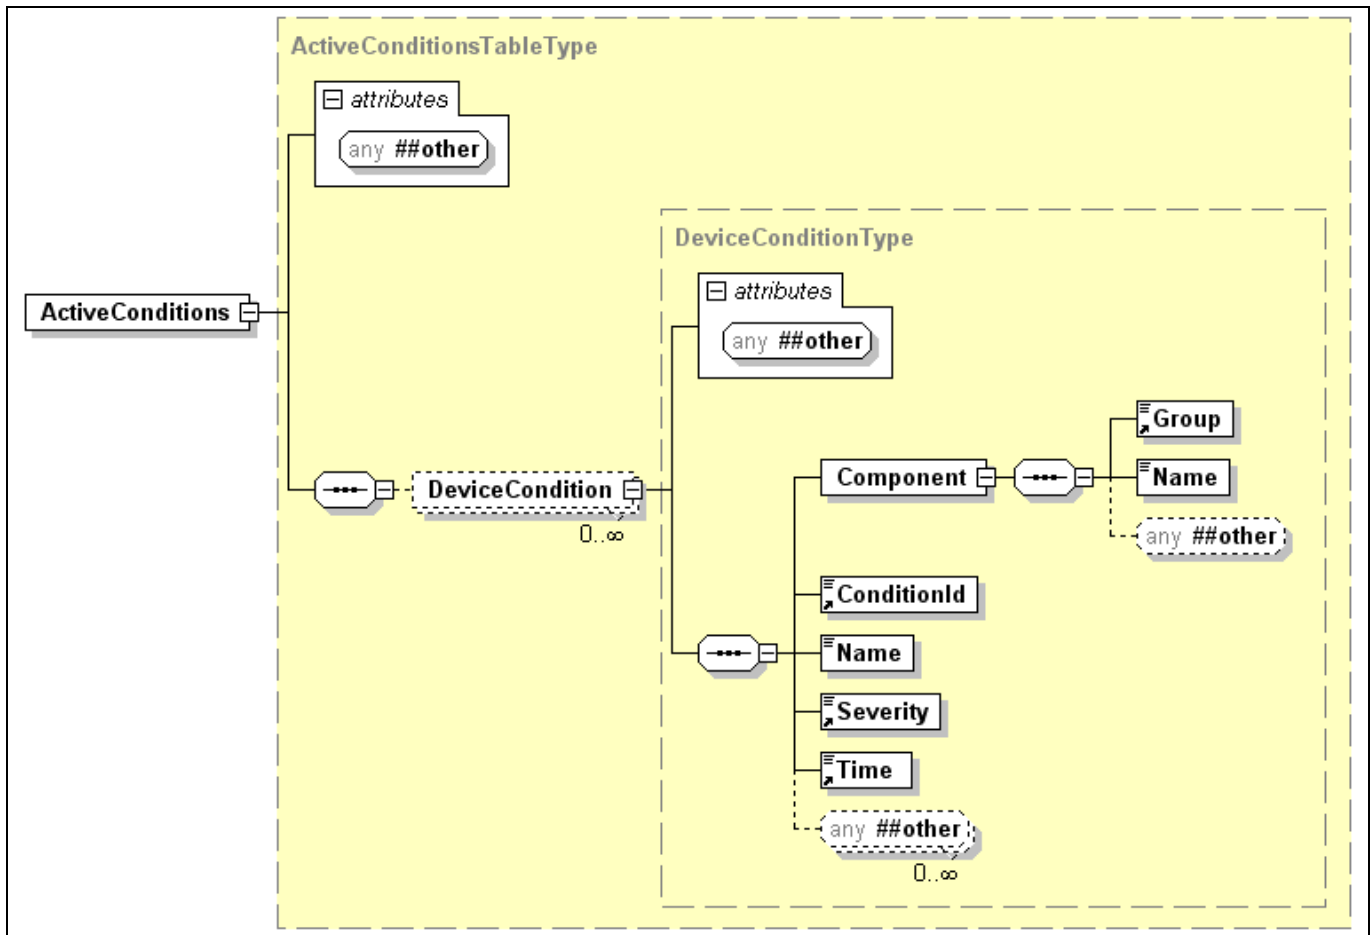 ActiveConditionsTableType
attributes
any ##other
DeviceConditionType
attributes
any ##other
ActiveConditions
DeviceCondition
0..∞
Component
Group
Name
any ##other
ConditionId
Name
Severity
Time
any ##other
0..∞